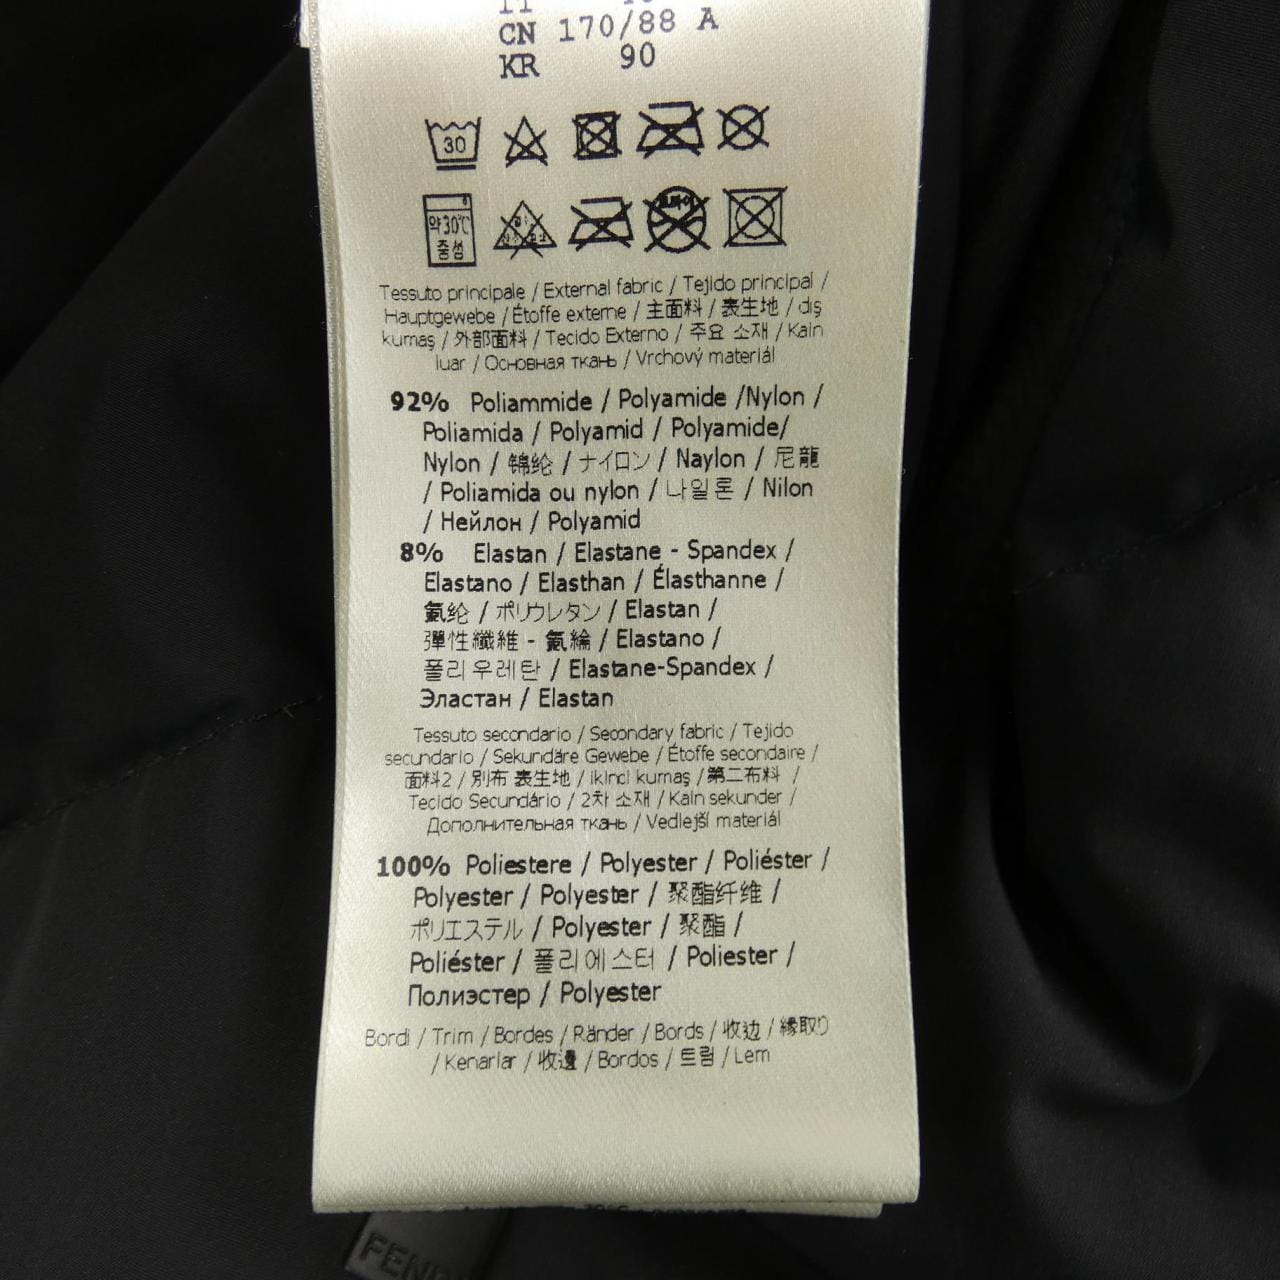 CN 170/88 A
KR 90
30
약30℃
중성
Tessuto principale / External fabric / Tejido principal /
Hauptgewebe / Étoffe externe / 主面料 / 表生地 / dış
kumaş / 外部面料 / Tecido Externo / 주요 소재 / Kain
luar / Основная ткань / Vrchový materiál
92% Poliammide / Polyamide /Nylon /
Poliamida / Polyamid / Polyamide/
Nylon / 锦纶 / ナイロン / Naylon / 尼龍
/ Poliamida ou nylon / 나일론 / Nilon
/ Нейлон / Polyamid
8% Elastan / Elastane - Spandex /
Elastano / Elasthan / Élasthanne /
氨纶 / ポリウレタン / Elastan /
彈性纖維 - 氨綸 / Elastano /
폴리우레탄 / Elastane-Spandex /
Эластан / Elastan
Tessuto secondario / Secondary fabric / Tejido
secundario / Sekundäre Gewebe / Étoffe secondaire /
面料2 / 別布 表生地 / ikinci kumaş / 第二布料 /
Tecido Secundário / 2차 소재 / Kain sekunder /
Дополнительная ткань / Vedlejší materiál
100% Poliestere / Polyester / Poliéster /
Polyester / Polyester / 聚酯纤维 /
ポリエステル / Polyester / 聚酯 /
Poliéster / 폴리에스터 / Poliester /
Полиэстер / Polyester
Bordi / Trim / Bordes / Ränder / Bords / 收边 / 縁取り
/ Kenarlar / 收邊 / Bordos / 트림 / Lem